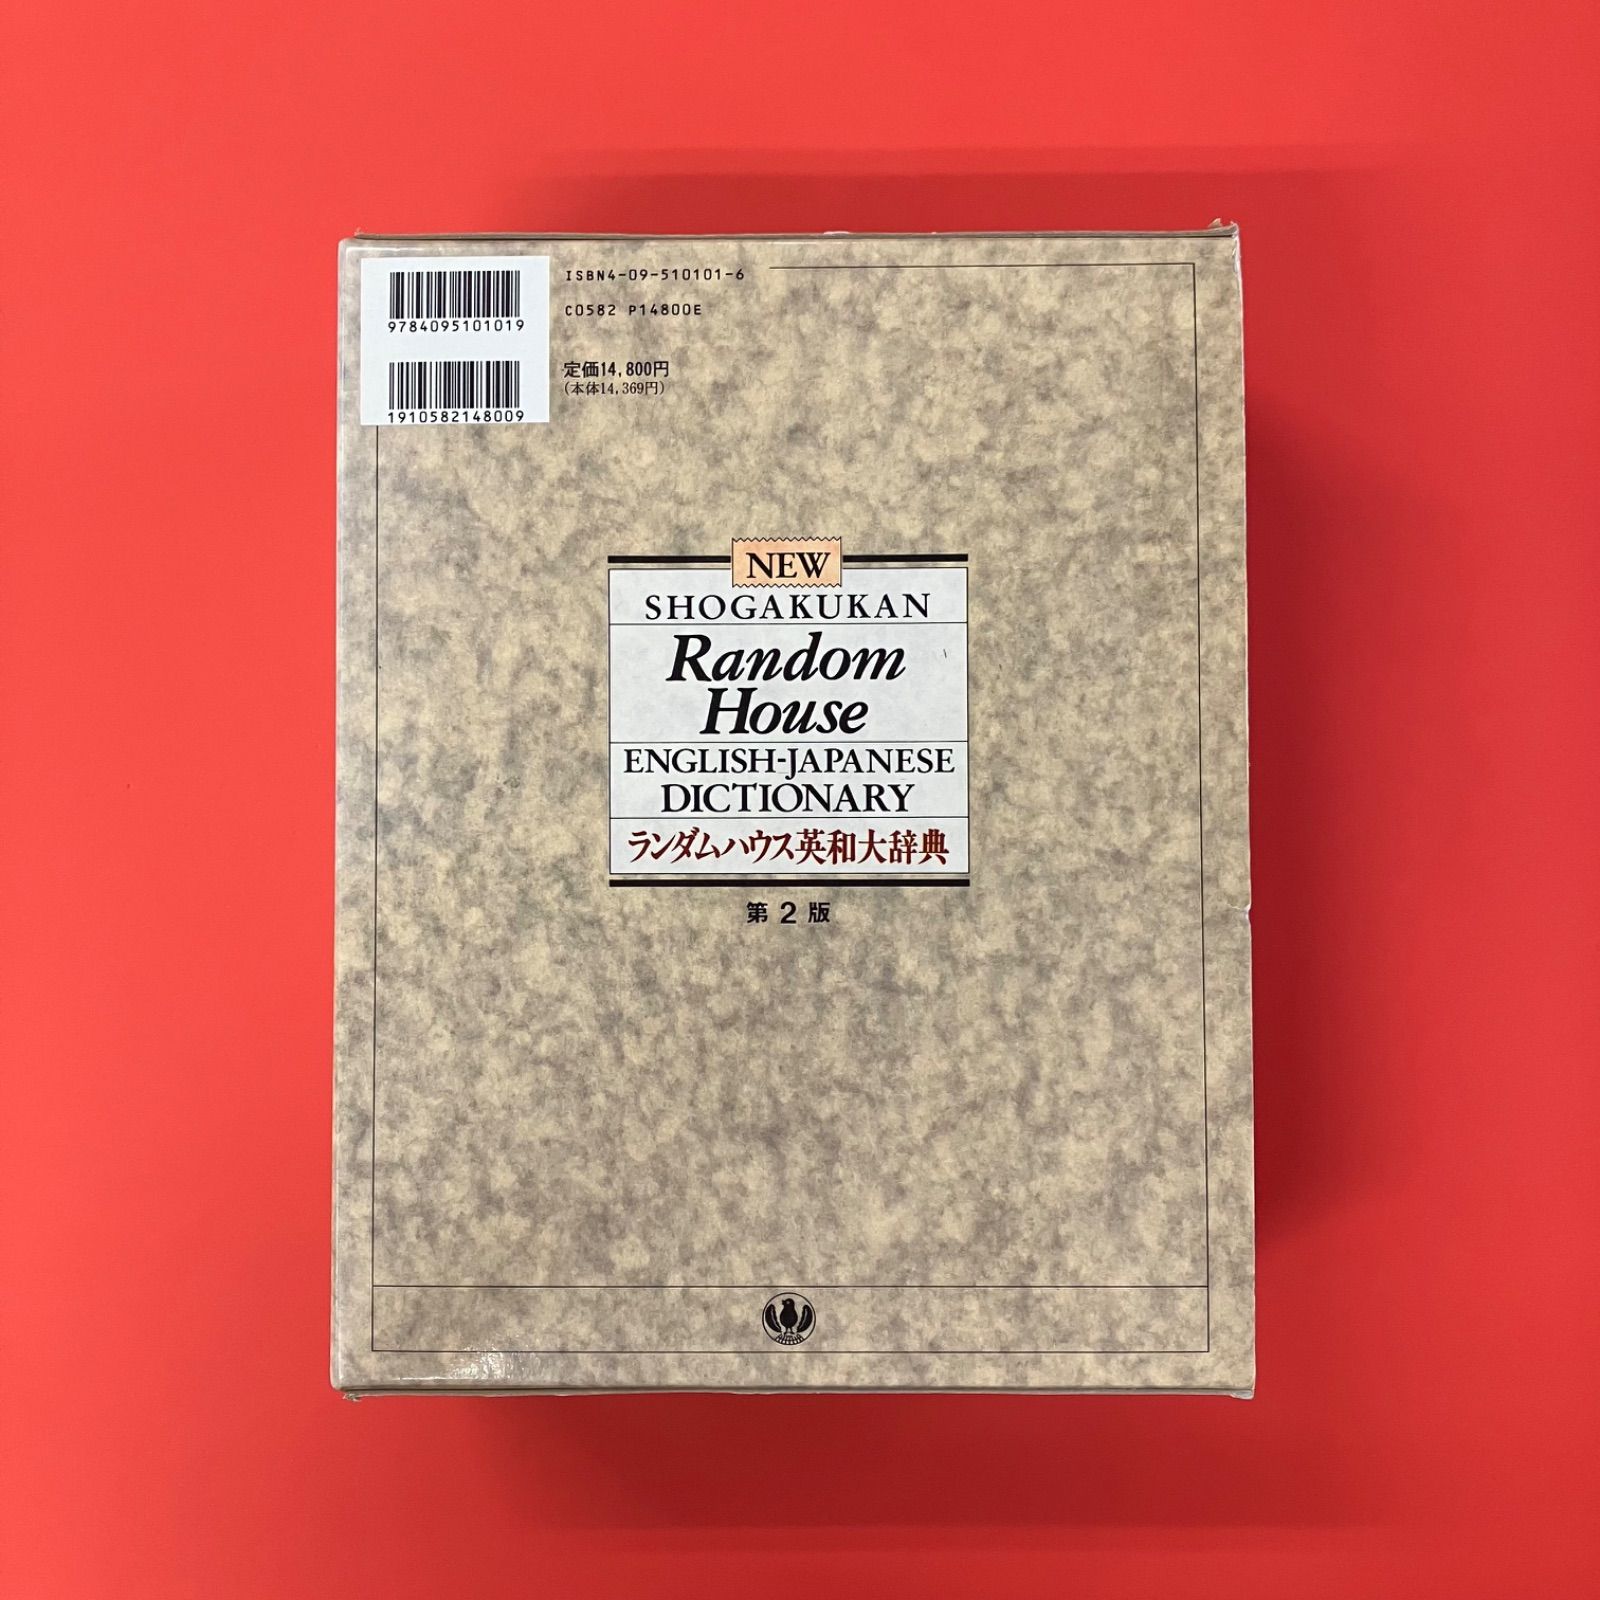 9784095101019
1910582148009
ISBN4-09-510101-6
C0582 P14800E
定価14,800円
(本体14,369円)
NEW
SHOGAKUKAN
Random
House
ENGLISH-JAPANESE
DICTIONARY
ランダムハウス英和大辞典
第2版